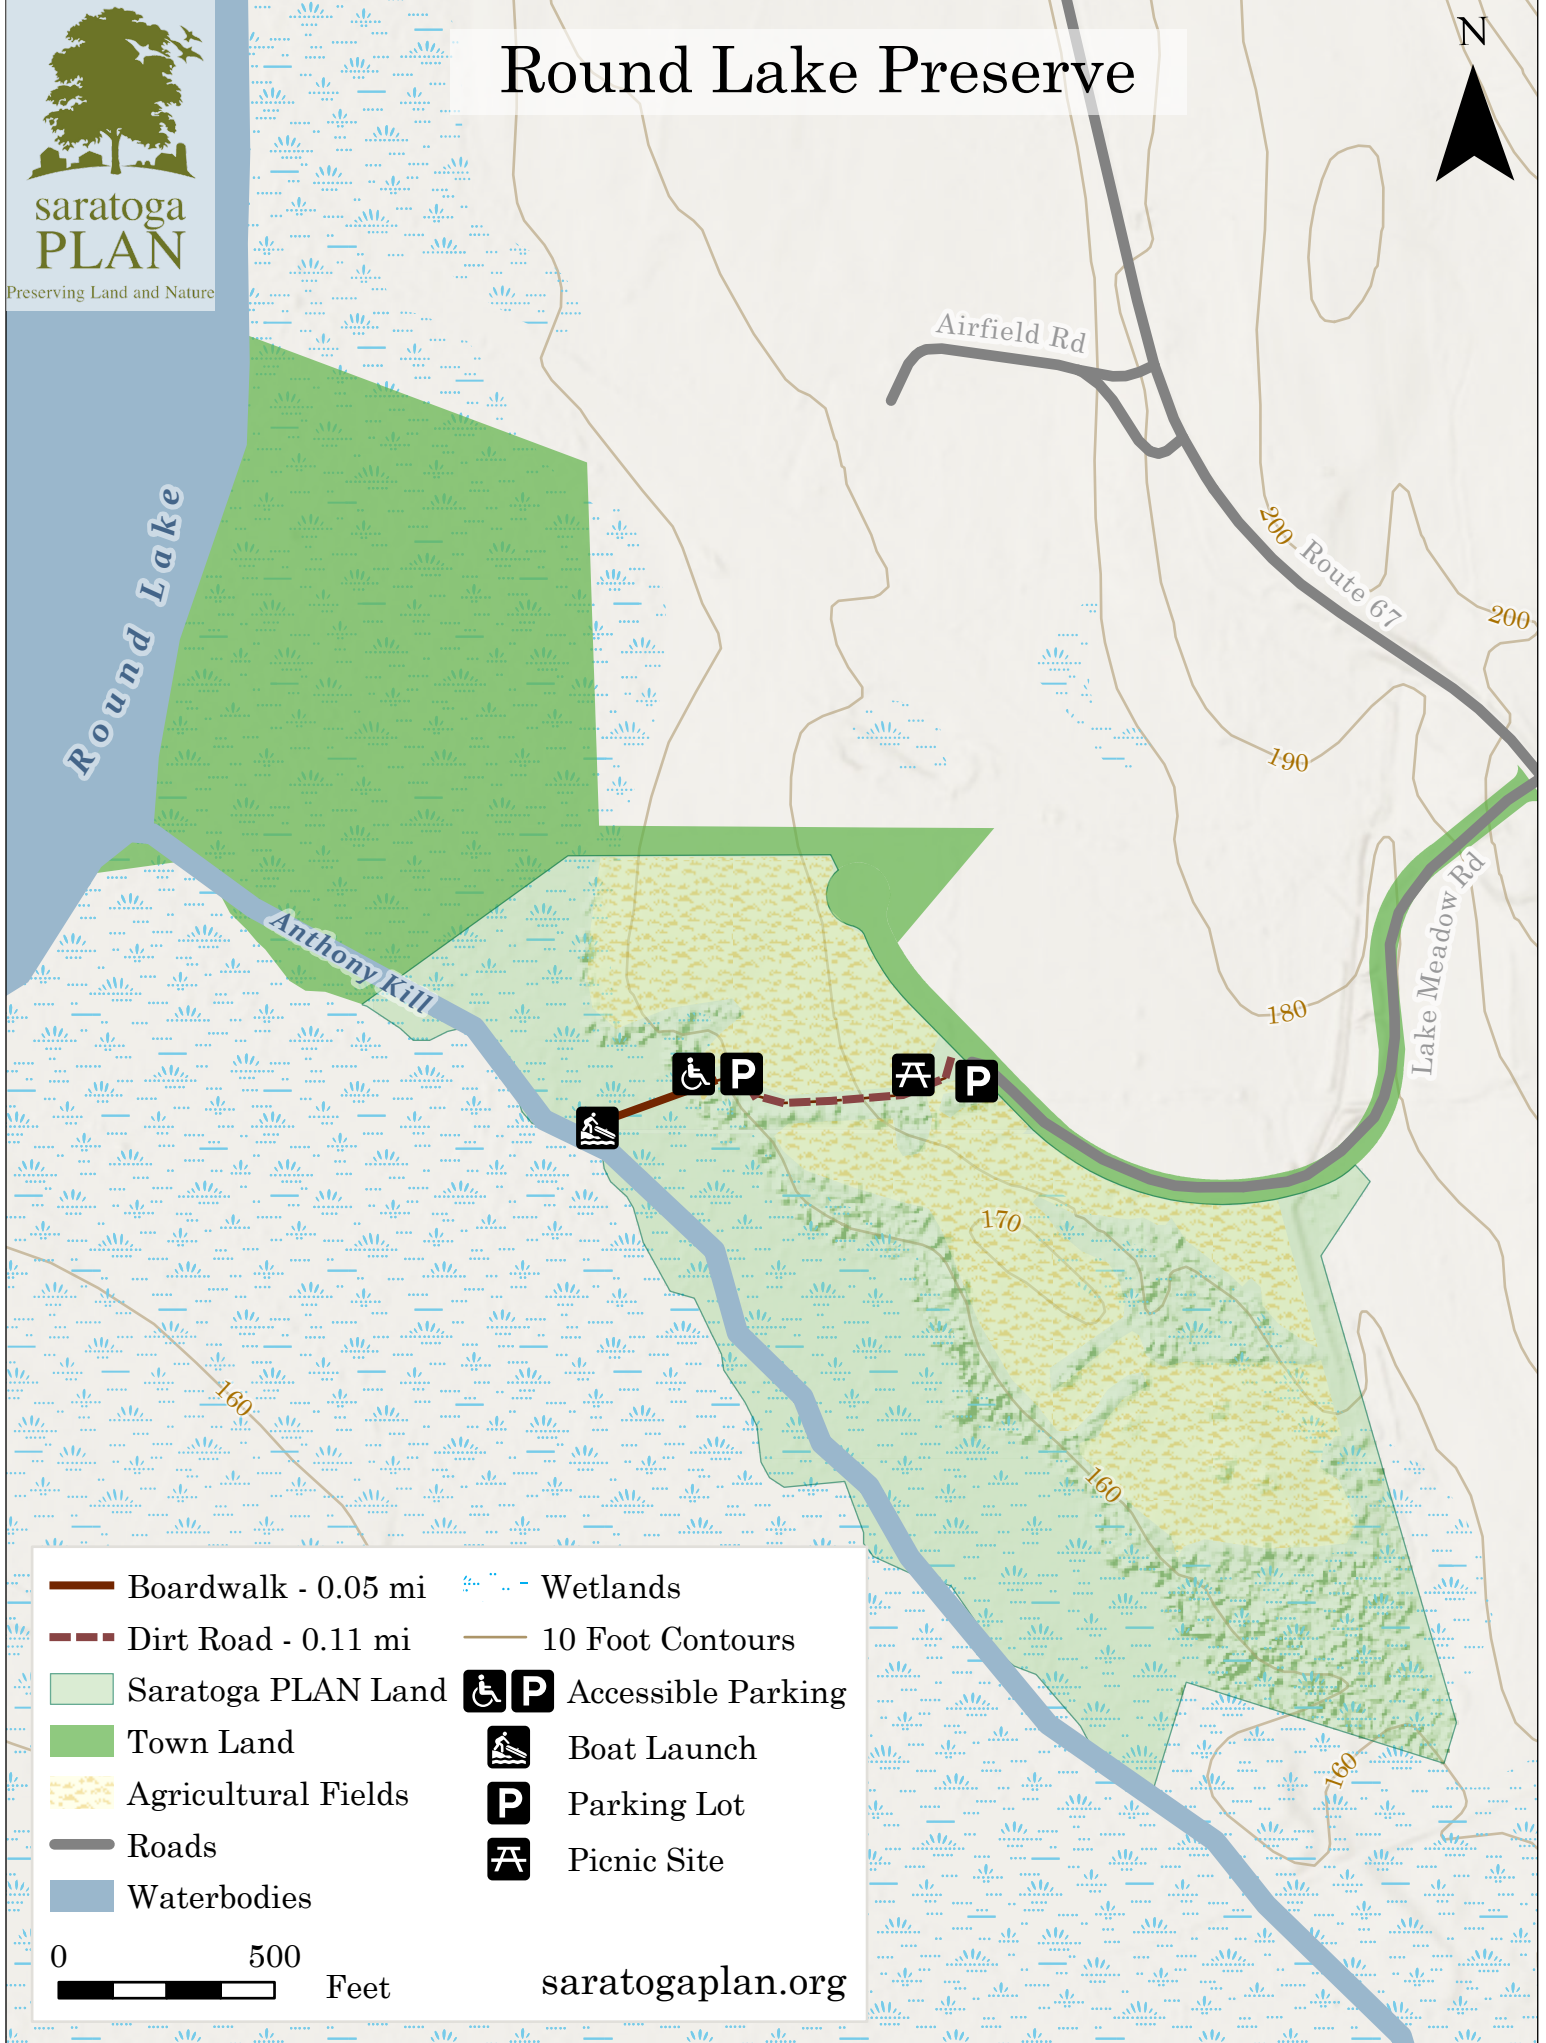 Round Lake Preserve
N
saratoga
PLAN
Preserving Land and Nature
Airfield Rd
Round Lake
200
Route 67
200
190
Lake Meadow Rd
Anthony Kill
180
P
P
170
160
160
160
Boardwalk - 0.05 mi
Dirt Road - 0.11 mi
Saratoga PLAN Land
Town Land
Agricultural Fields
Roads
Waterbodies
Wetlands
10 Foot Contours
P Accessible Parking
Boat Launch
P Parking Lot
Picnic Site
0 500
Feet
saratogaplan.org